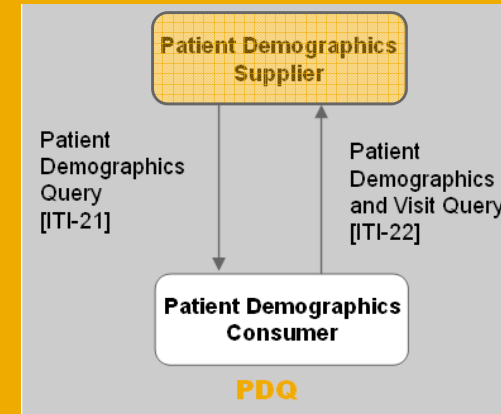 Patient Demographics
Supplier
Patient
Demographics
Query
[ITI-21]
Patient
Demographics
and Visit Query
[ITI-22]
Patient Demographics
Consumer
PDQ